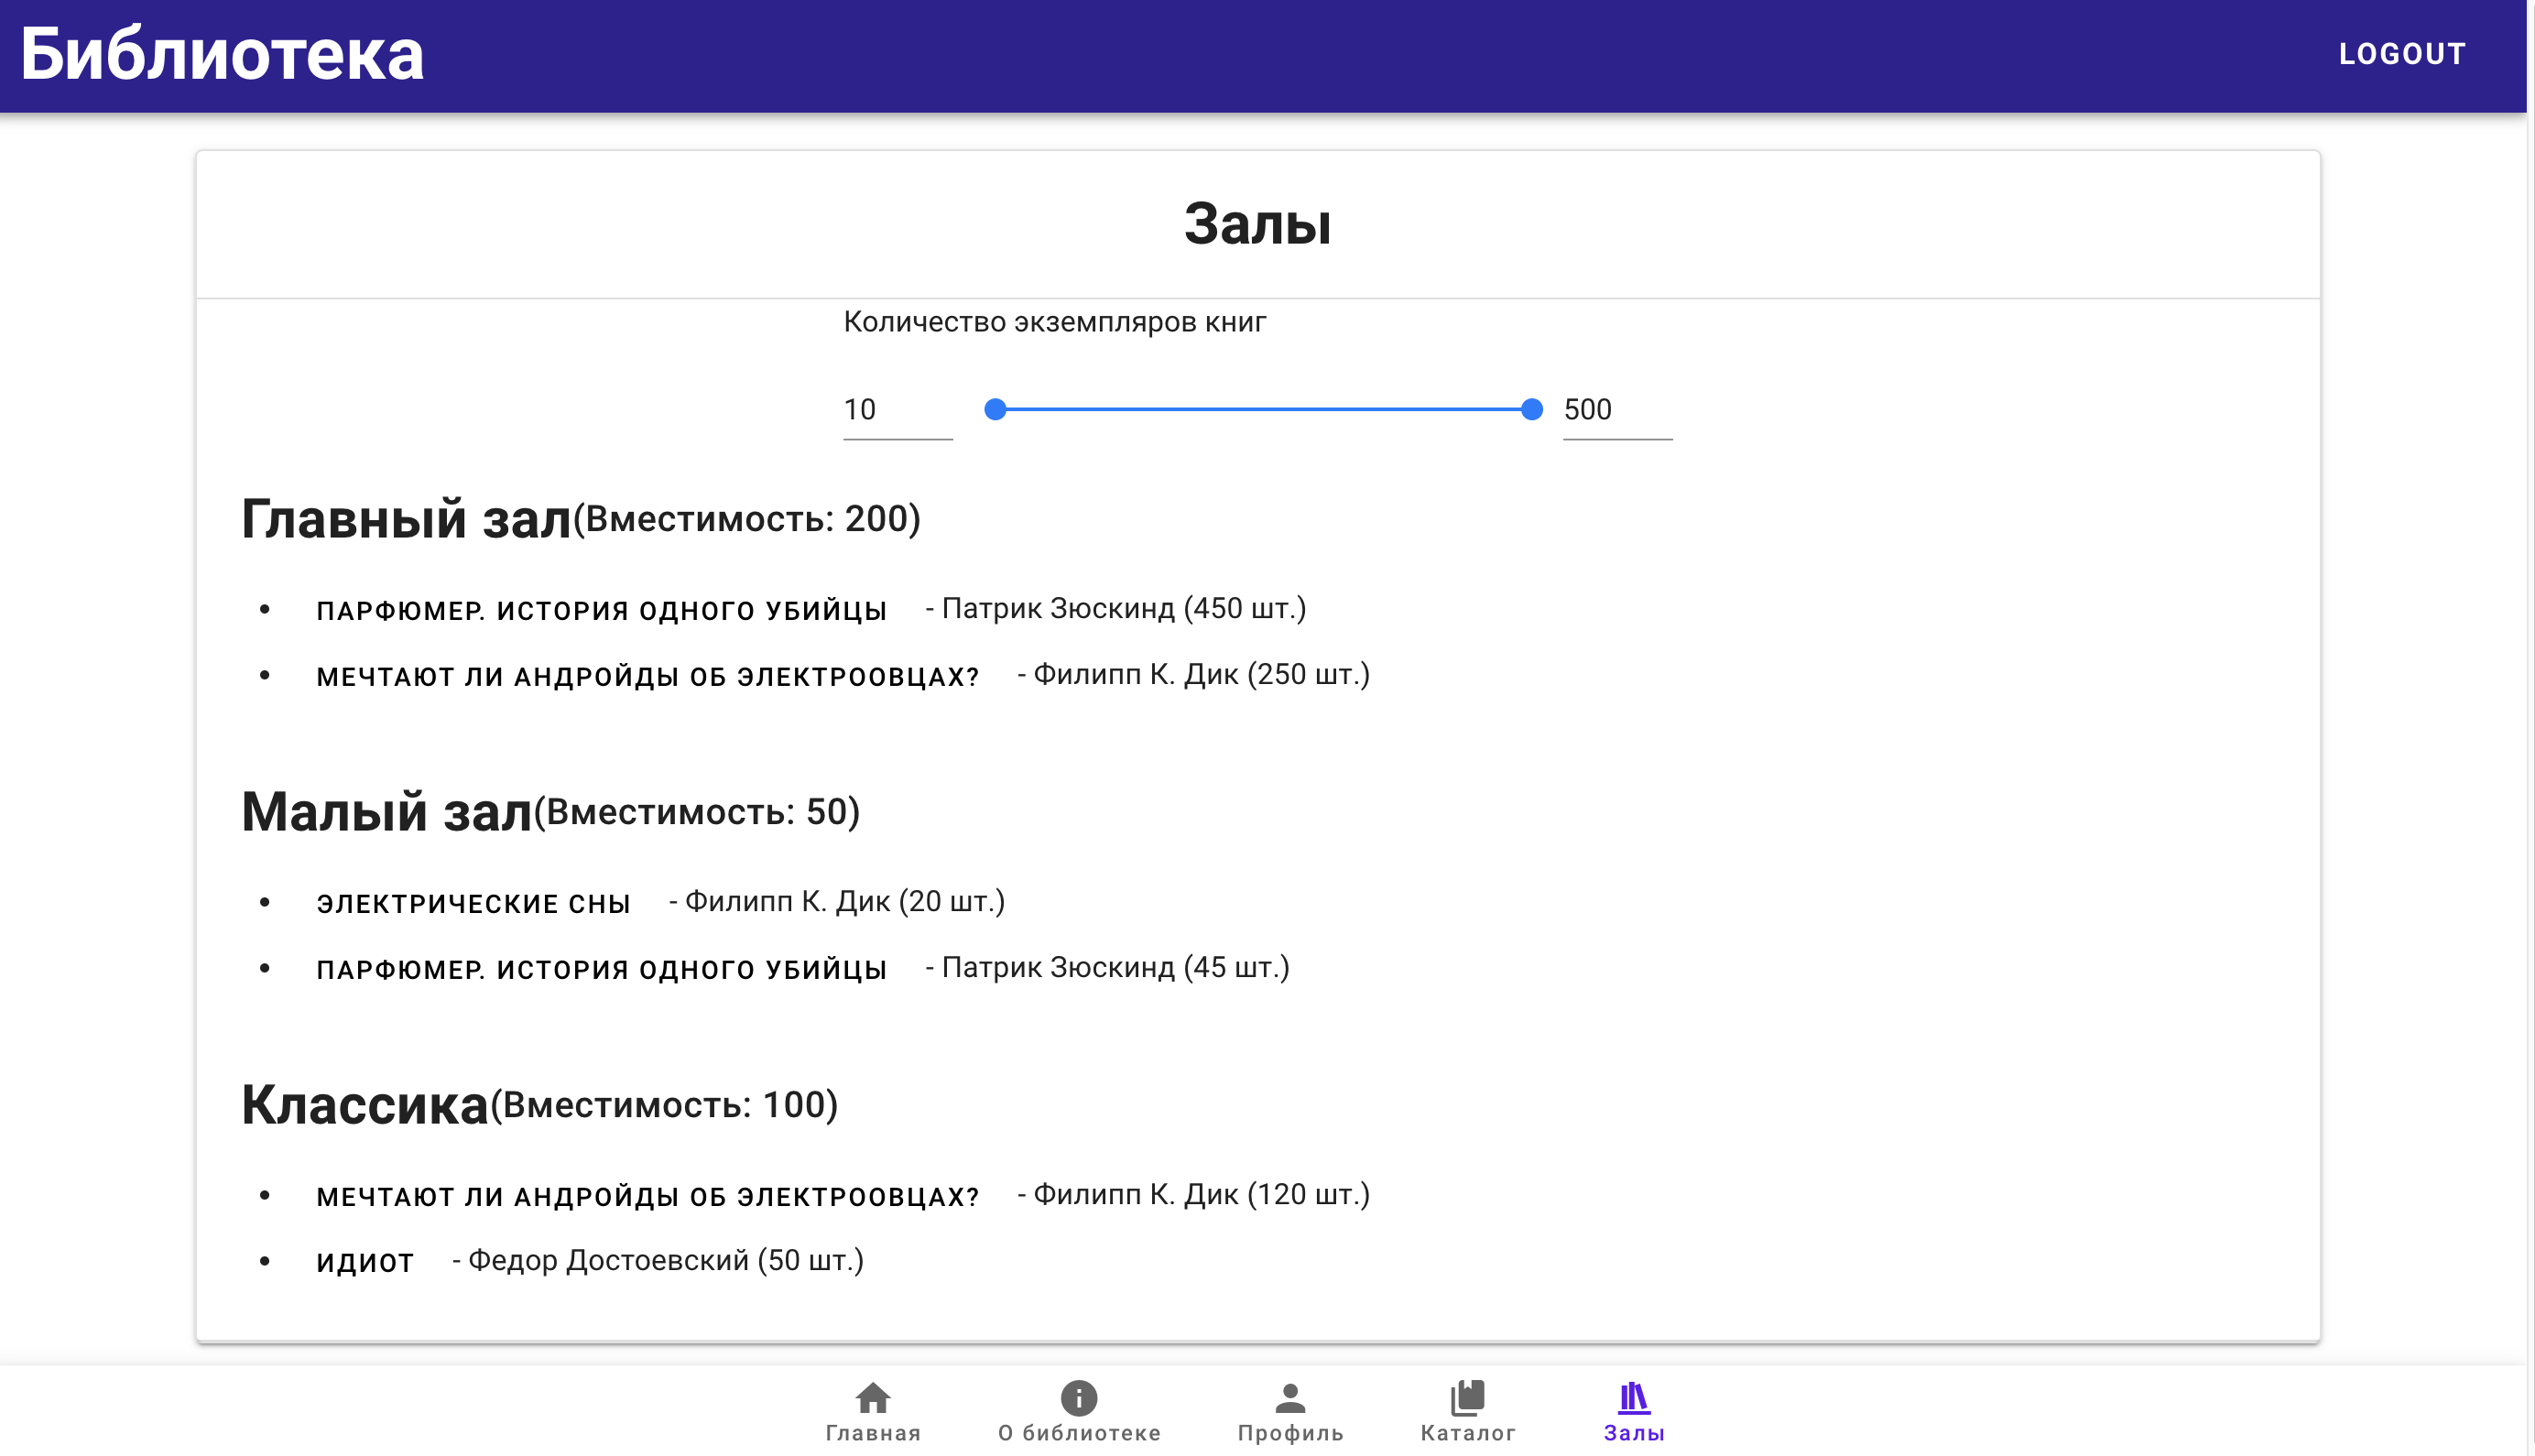 Библиотека LOGOUT
Залы
Количество экземпляров книг
10 500
Главный зал(Вместимость: 200)
ПАРФЮМЕР. ИСТОРИЯ ОДНОГО УБИЙЦЫ - Патрик Зюскинд (450 шт.)
МЕЧТАЮТ ЛИ АНДРОЙДЫ ОБ ЭЛЕКТРООВЦАХ? - Филипп К. Дик (250 шт.)
Малый зал(Вместимость: 50)
ЭЛЕКТРИЧЕСКИЕ СНЫ - Филипп К. Дик (20 шт.)
ПАРФЮМЕР. ИСТОРИЯ ОДНОГО УБИЙЦЫ - Патрик Зюскинд (45 шт.)
Классика(Вместимость: 100)
МЕЧТАЮТ ЛИ АНДРОЙДЫ ОБ ЭЛЕКТРООВЦАХ? - Филипп К. Дик (120 шт.)
ИДИОТ - Федор Достоевский (50 шт.)
Главная О библиотеке Профиль Каталог Залы